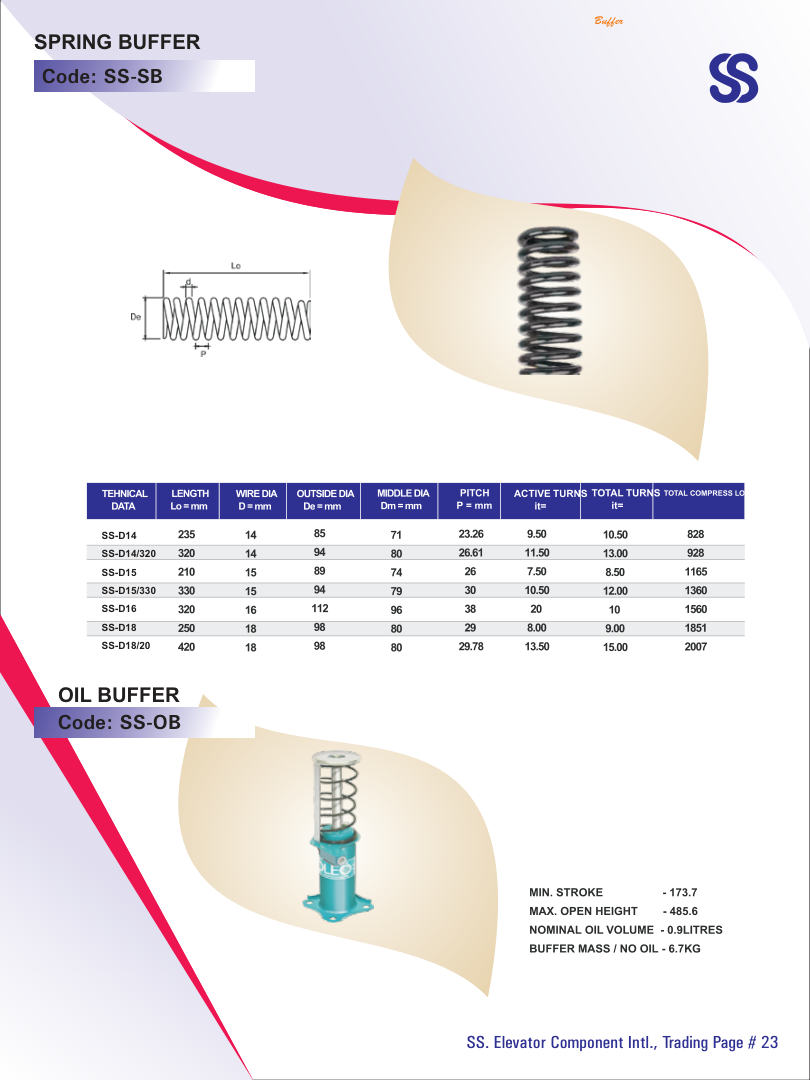 Buffer
SPRING BUFFER
Code: SS-SB
SS
Lo
d
De
P
TEHNICAL DATA LENGTH Lo = mm WIRE DIA D = mm OUTSIDE DIA De = mm MIDDLE DIA Dm = mm PITCH P = mm ACTIVE TURNS it= TOTAL TURNS it= TOTAL COMPRESS LO
SS-D14 235 14 85 71 23.26 9.50 10.50 828
SS-D14/320 320 14 94 80 26.61 11.50 13.00 928
SS-D15 210 15 89 74 26 7.50 8.50 1165
SS-D15/330 330 15 94 79 30 10.50 12.00 1360
SS-D16 320 16 112 96 38 20 10 1560
SS-D18 250 18 98 80 29 8.00 9.00 1851
SS-D18/20 420 18 98 80 29.78 13.50 15.00 2007
OIL BUFFER
Code: SS-OB
MIN. STROKE - 173.7
MAX. OPEN HEIGHT - 485.6
NOMINAL OIL VOLUME - 0.9LITRES
BUFFER MASS / NO OIL - 6.7KG
SS. Elevator Component Intl., Trading Page # 23